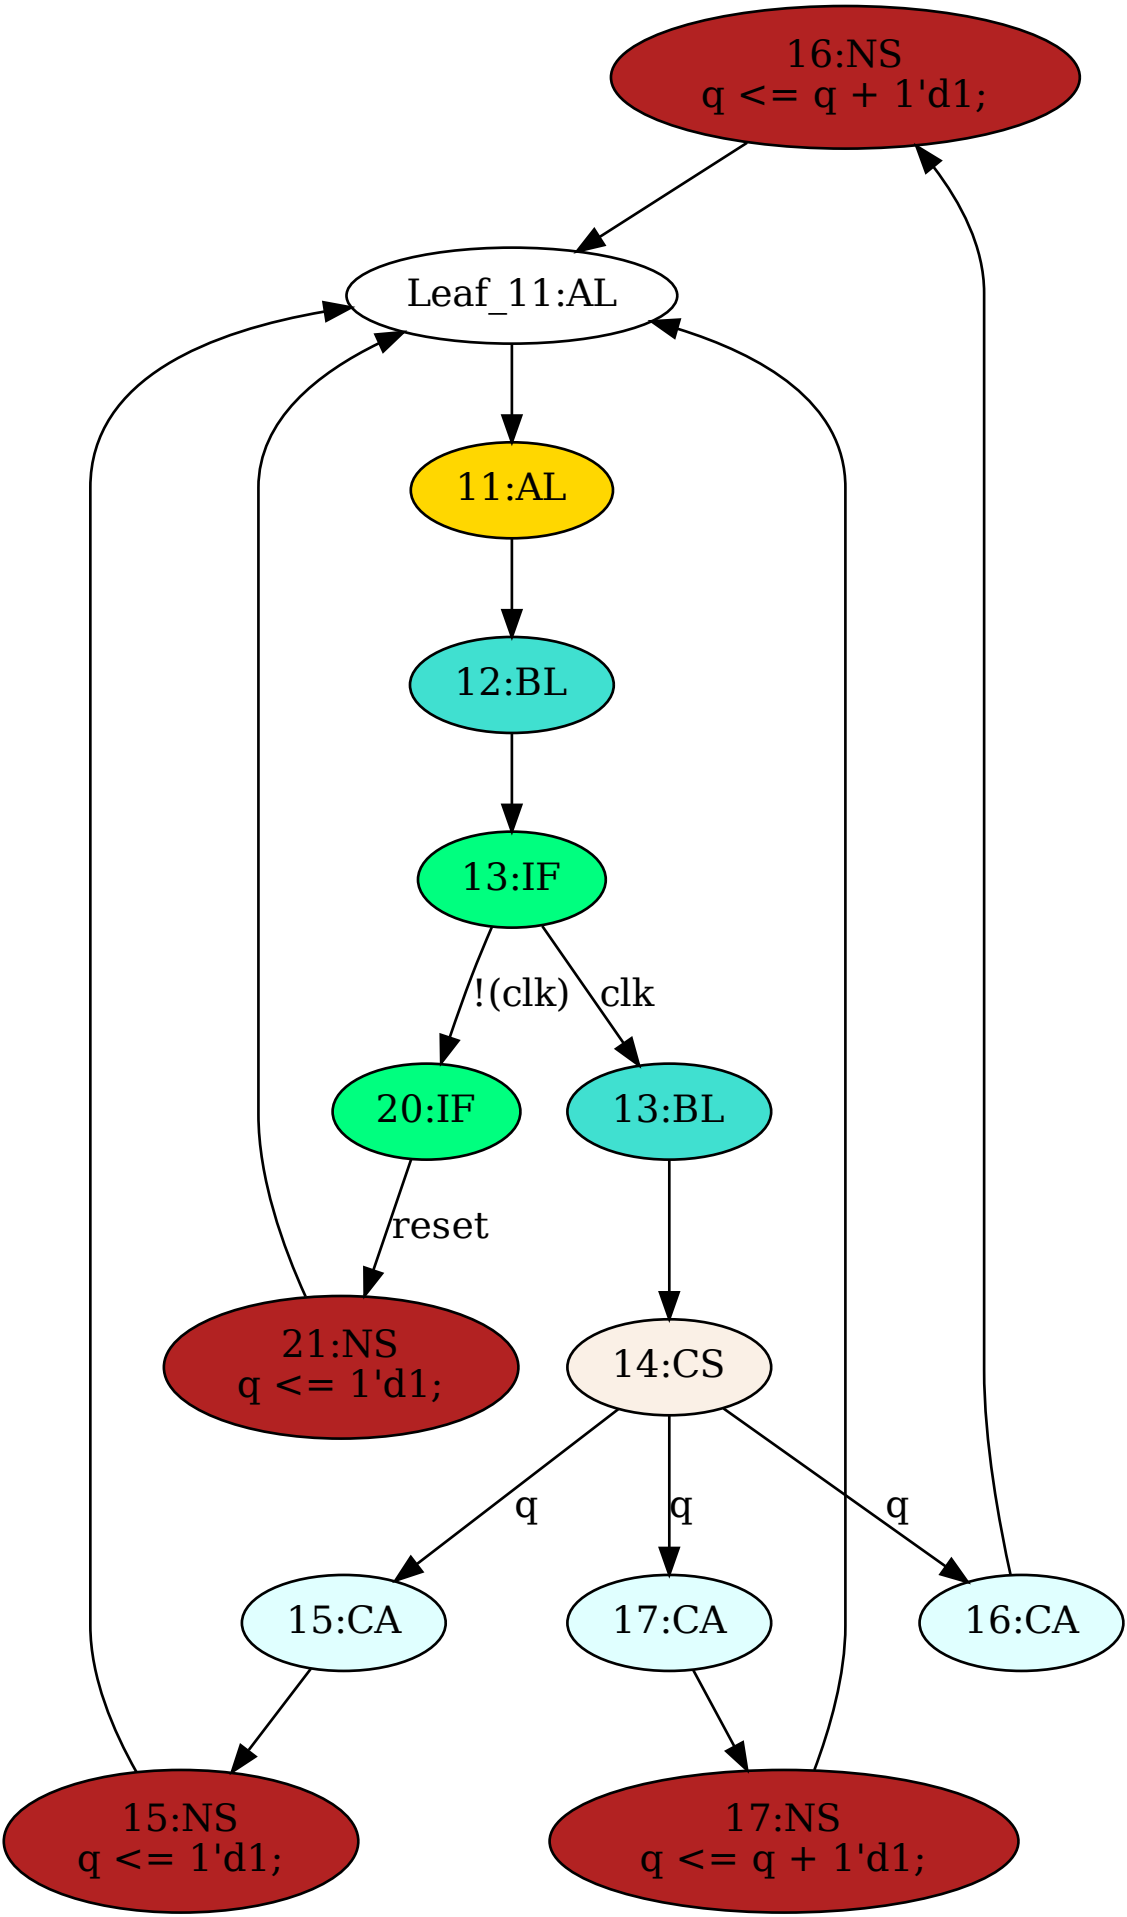 16:NS
q <= q + 1'd1;
Leaf_11:AL
11:AL
12:BL
13:IF
!(clk)
clk
20:IF
13:BL
reset
21:NS
q <= 1'd1;
14:CS
q
q
q
15:CA
17:CA
16:CA
15:NS
q <= 1'd1;
17:NS
q <= q + 1'd1;